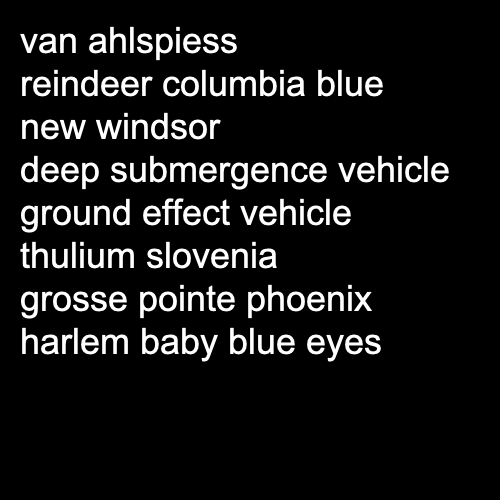 van ahlspiess
reindeer columbia blue
new windsor
deep submergence vehicle
ground effect vehicle
thulium slovenia
grosse pointe phoenix
harlem baby blue eyes